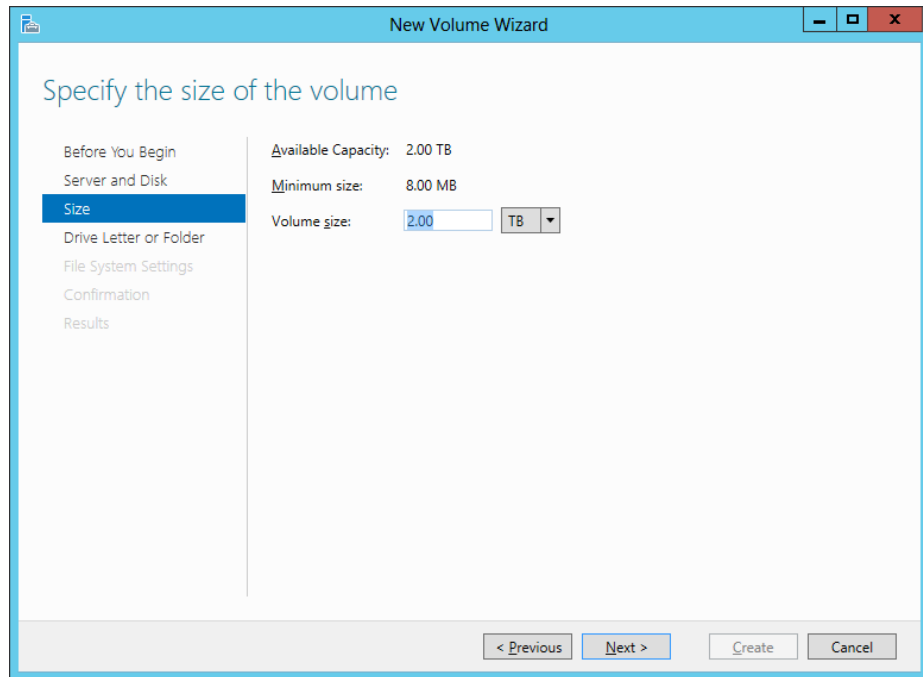 New Volume Wizard
Specify the size of the volume
Before You Begin
Server and Disk
Size
Drive Letter or Folder
File System Settings
Confirmation
Results
Available Capacity: 2.00 TB
Minimum size: 8.00 MB
Volume size: 2.00 TB
< Previous Next > Create Cancel